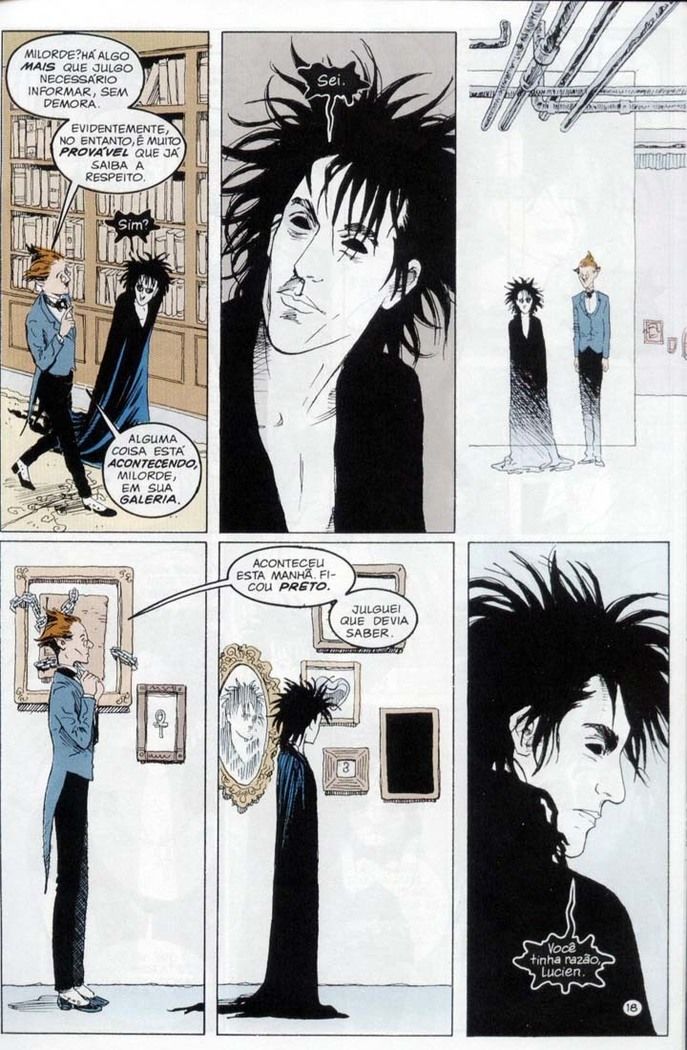 MILORDE? HÁ ALGO
MAIS QUE JULGO
NECESSÁRIO
INFORMAR, SEM
DEMORA.
EVIDENTEMENTE,
NO ENTANTO, É MUITO
PROVÁVEL QUE JÁ
SAIBA A
RESPEITO.
Sim?
ALGUMA
COISA ESTÁ
ACONTECENDO,
MILORDE,
EM SUA
GALERIA.
Sei.
ACONTECEU
ESTA MANHÃ. FI-
COU PRETO.
JULGUEI
QUE DEVIA
SABER.
Você
tinha razão,
Lucien.
18